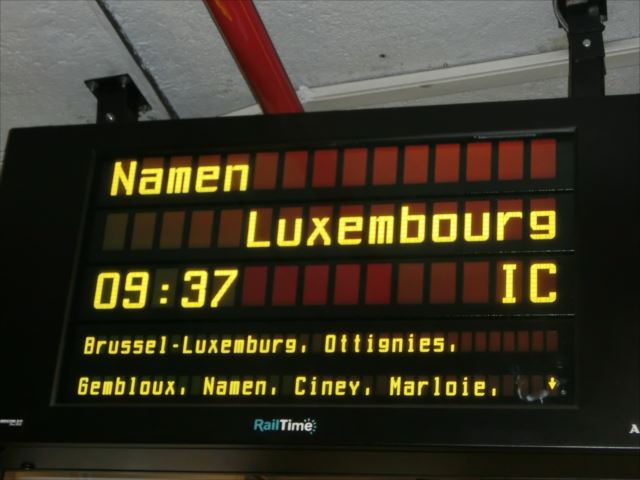 Namen
Luxembourg
09:37 IC
Brussel-Luxemburg, Ottignies,
Gembloux, Namen, Ciney, Marloie,
RailTime